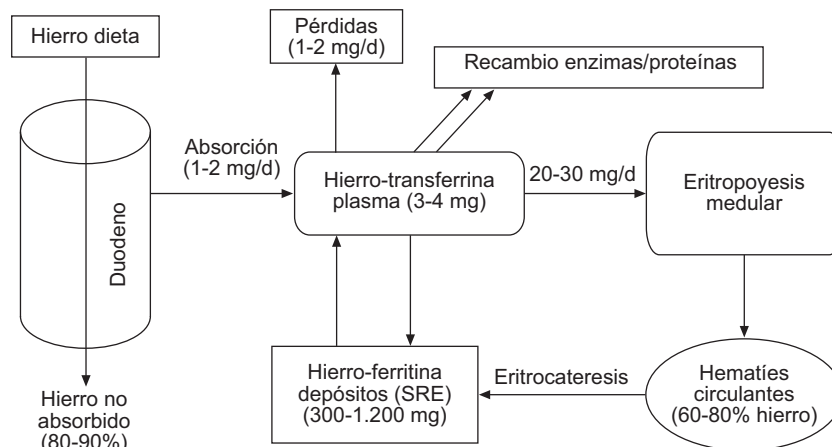 Hierro dieta
Pérdidas
(1-2 mg/d)
Recambio enzimas/proteínas
Absorción
(1-2 mg/d)
Duodeno
Hierro-transferrina
plasma (3-4 mg)
20-30 mg/d
Eritropoyesis
medular
Hierro no
absorbido
(80-90%)
Hierro-ferritina
depósitos (SRE)
(300-1.200 mg)
Eritrocateresis
Hematíes
circulantes
(60-80% hierro)